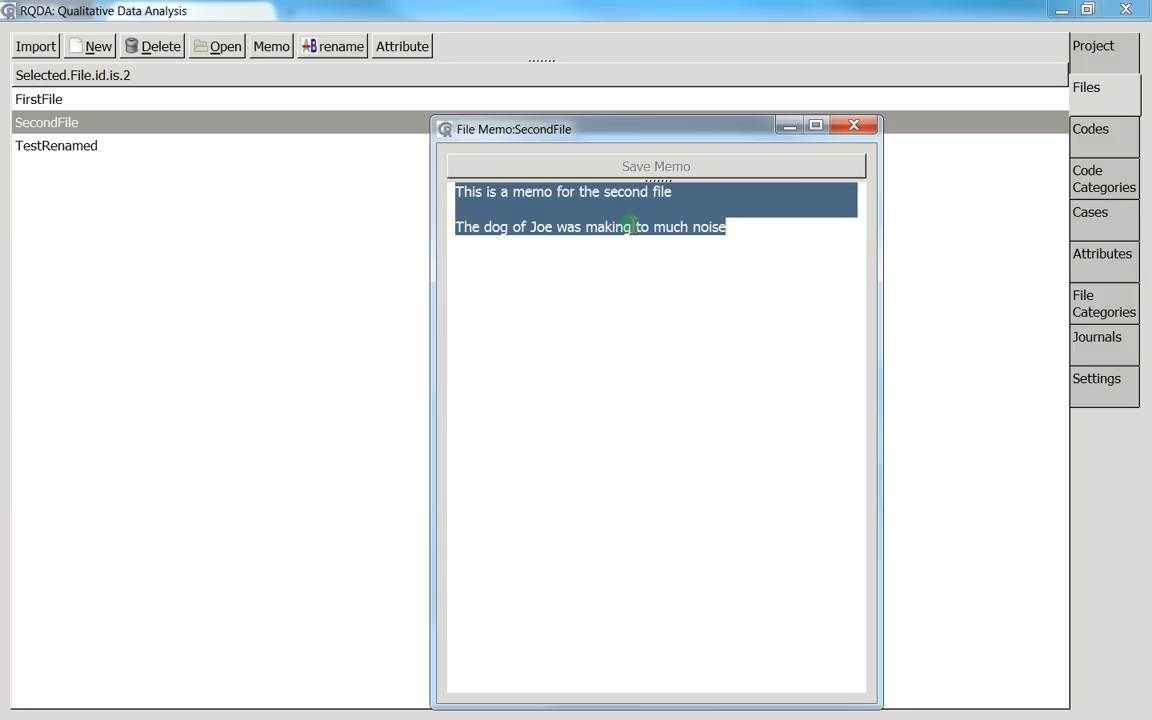 RQDA: Qualitative Data Analysis
Import New Delete Open Memo rename Attribute
Selected.File.id.is.2
FirstFile
SecondFile
TestRenamed
File Memo:SecondFile
Save Memo
This is a memo for the second file
The dog of Joe was making to much noise
Project
Files
Codes
Code
Categories
Cases
Attributes
File
Categories
Journals
Settings